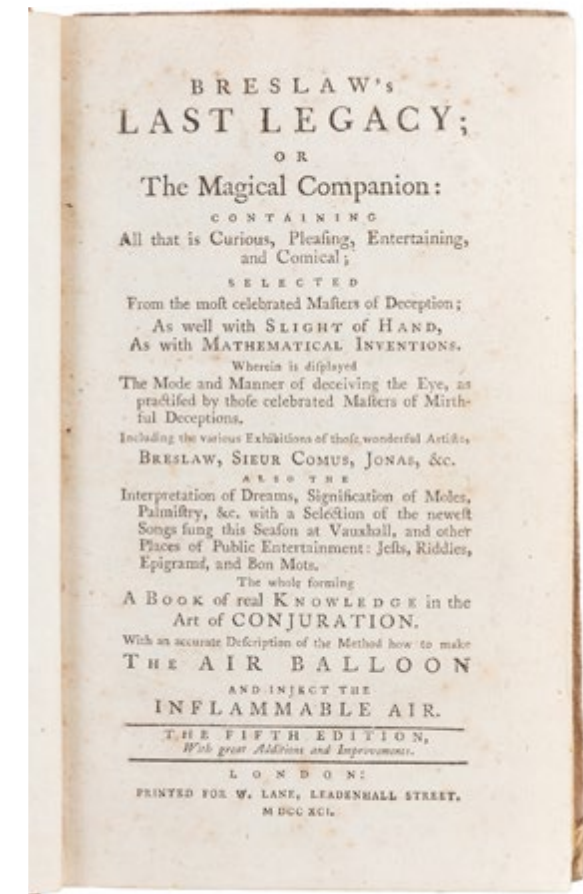 BRESLAW's
LAST LEGACY;
OR
The Magical Companion:
CONTAINING
All that is Curious, Pleaſing, Entertaining,
and Comical;
SELECTED
From the moſt celebrated Maſters of Deception;
As well with SLIGHT of HAND,
As with MATHEMATICAL INVENTIONS.
Wherein is diſplayed
The Mode and Manner of deceiving the Eye, as
practiſed by thoſe celebrated Maſters of Mirth-
ful Deceptions.
Including the various Exhibitions of thoſe wonderful Artiſts,
BRESLAW, SIEUR COMUS, JONAS, &c.
ALSO THE
Interpretation of Dreams, Signification of Moles,
Palmiſtry, &c. with a Selection of the neweſt
Songs ſung this Seaſon at Vauxhall, and other
Places of Public Entertainment: Jeſts, Riddles,
Epigrams, and Bon Mots.
The whole forming
A BOOK of real KNOWLEDGE in the
Art of CONJURATION.
With an accurate Deſcription of the Method how to make
THE AIR BALLOON
AND INJECT THE
INFLAMMABLE AIR.
THE FIFTH EDITION,
With great Additions and Improvements.
LONDON:
PRINTED FOR W. LANE, LEADENHALL STREET.
M DCC XCI.